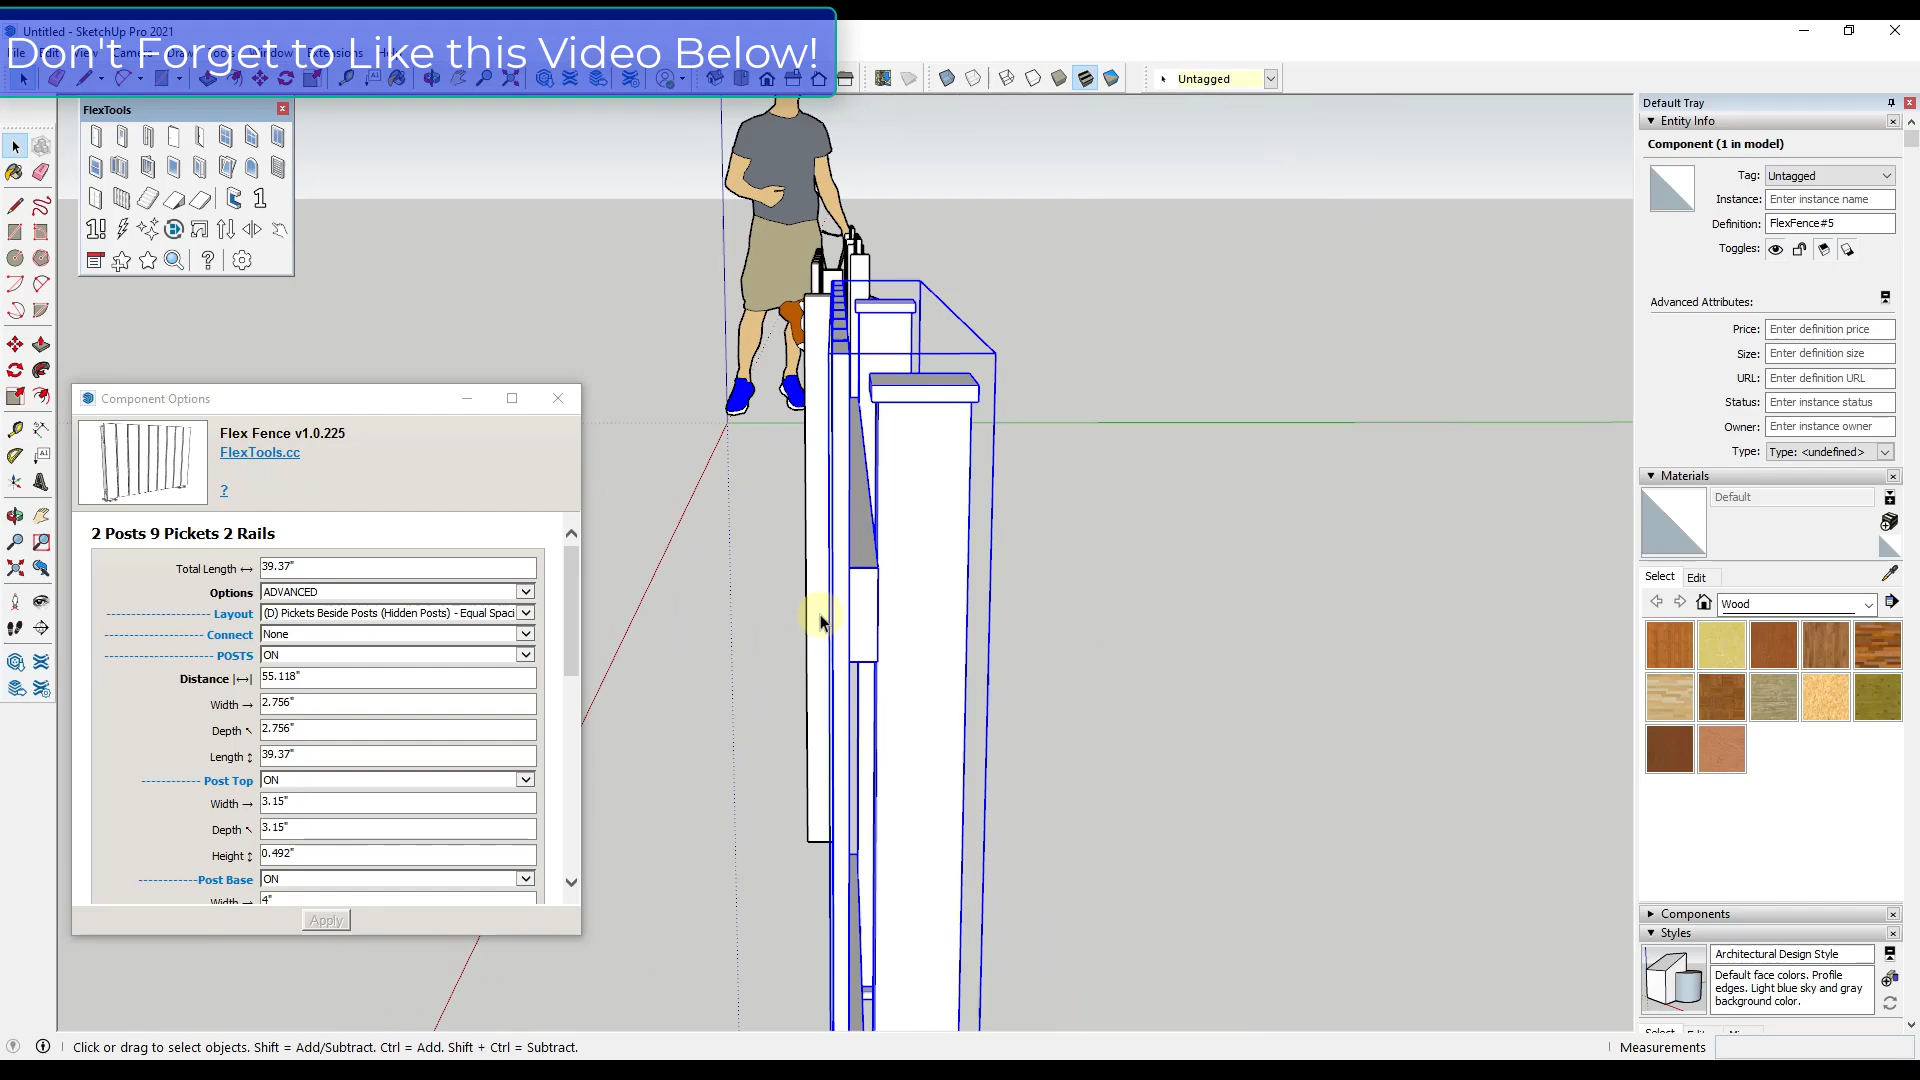 Untitled - SketchUp Pro 2021
Don't Forget to Like this Video Below!
Untagged
FlexTools
Default Tray
Entity Info
Component (1 in model)
Tag: Untagged
Instance: Enter instance name
Definition: FlexFence#5
Toggles:
Advanced Attributes:
Price: Enter definition price
Size: Enter definition size
URL: Enter definition URL
Status: Enter instance status
Owner: Enter instance owner
Type: Type: <undefined>
Materials
Default
Select Edit
Wood
Components
Styles
Architectural Design Style
Default face colors. Profile
edges. Light blue sky and gray
background color.
Component Options
Flex Fence v1.0.225
FlexTools.cc
?
2 Posts 9 Pickets 2 Rails
Total Length 39.37"
Options ADVANCED
Layout (D) Pickets Beside Posts (Hidden Posts) - Equal Spaci
Connect None
POSTS ON
Distance 55.118"
Width 2.756"
Depth 2.756"
Length 39.37"
Post Top ON
Width 3.15"
Depth 3.15"
Height 0.492"
Post Base ON
Width 4"
Apply
Click or drag to select objects. Shift = Add/Subtract. Ctrl = Add. Shift + Ctrl = Subtract.
Measurements